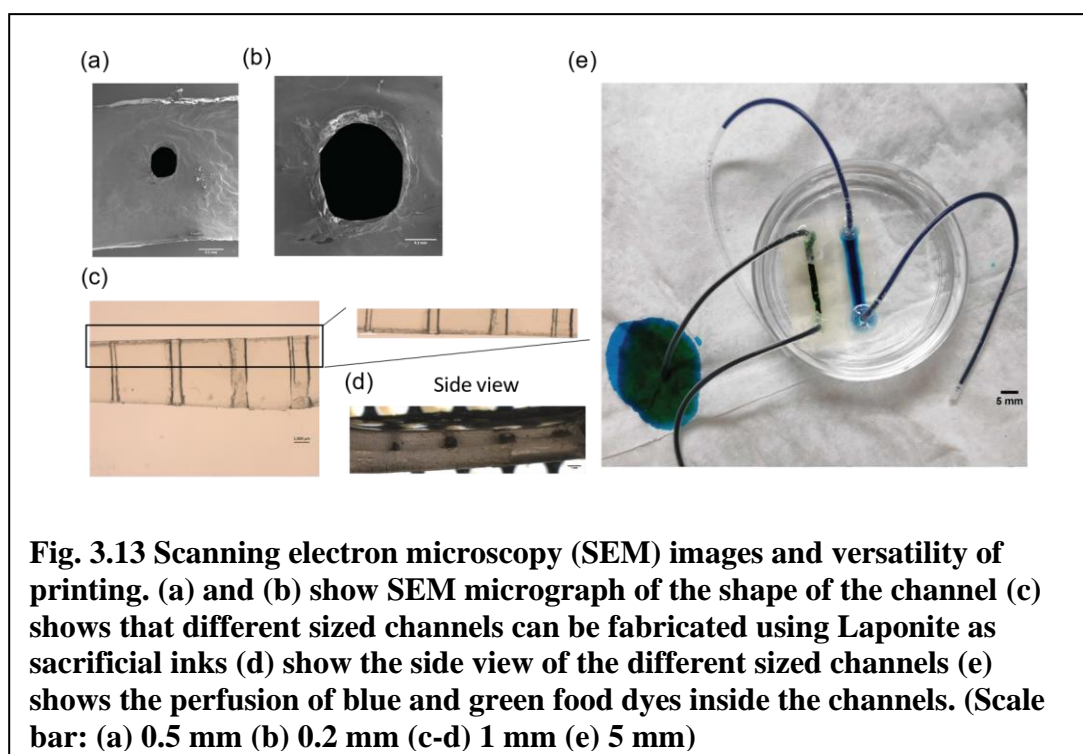 (a)
(b)
(e)
(c)
(d)
Side view
1,000 μm
5 mm
Fig. 3.13 Scanning electron microscopy (SEM) images and versatility of
printing. (a) and (b) show SEM micrograph of the shape of the channel (c)
shows that different sized channels can be fabricated using Laponite as
sacrificial inks (d) show the side view of the different sized channels (e)
shows the perfusion of blue and green food dyes inside the channels. (Scale
bar: (a) 0.5 mm (b) 0.2 mm (c-d) 1 mm (e) 5 mm)